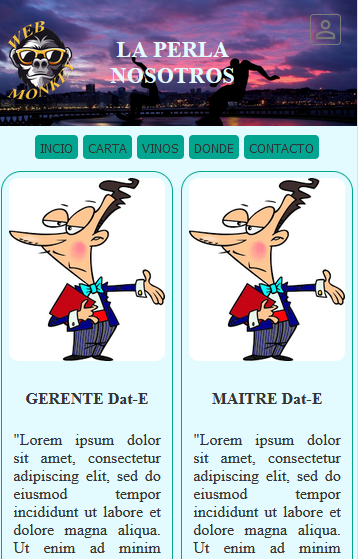 WEB
MONKEY
LA PERLA
NOSOTROS
INCIO CARTA VINOS DONDE CONTACTO
GERENTE Dat-E
"Lorem ipsum dolor
sit amet, consectetur
adipiscing elit, sed do
eiusmod tempor
incididunt ut labore et
dolore magna aliqua.
Ut enim ad minim
MAITRE Dat-E
"Lorem ipsum dolor
sit amet, consectetur
adipiscing elit, sed do
eiusmod tempor
incididunt ut labore et
dolore magna aliqua.
Ut enim ad minim